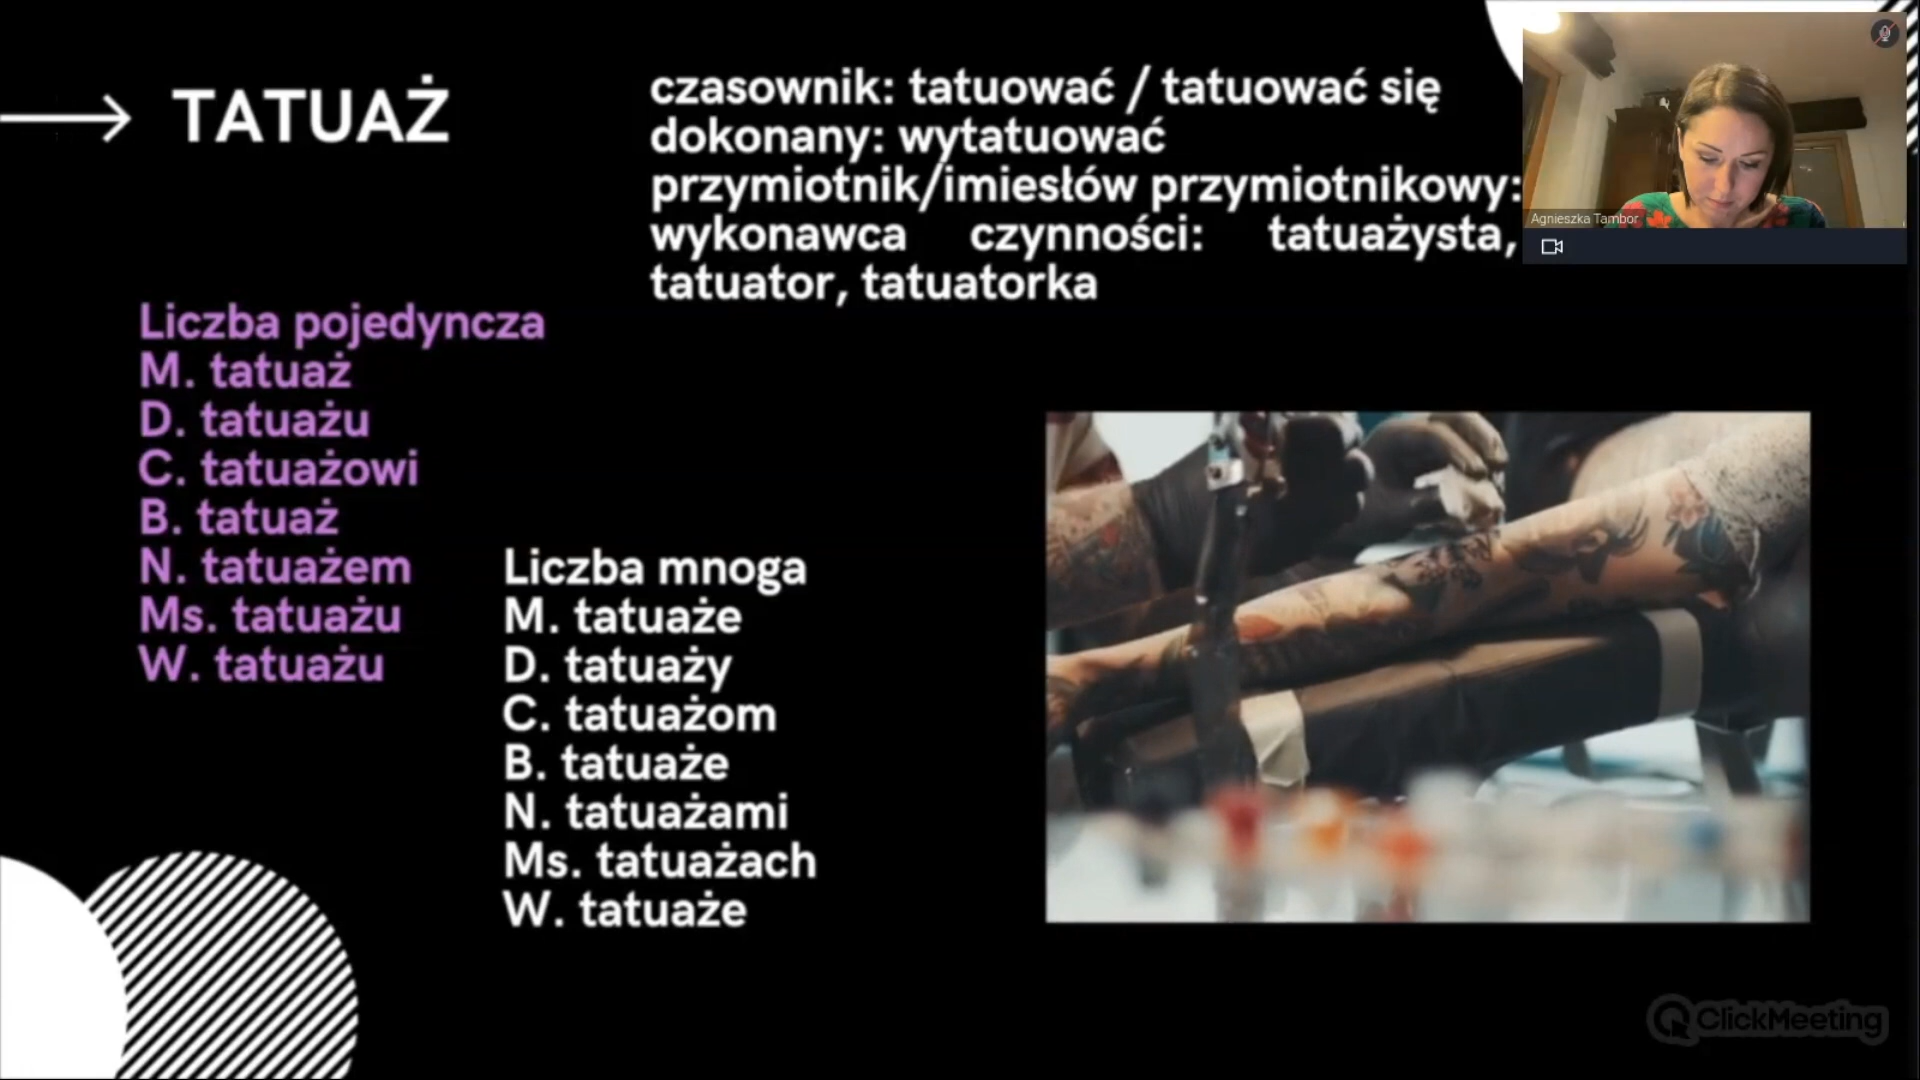 TATUAŻ
czasownik: tatuować / tatuować się
dokonany: wytatuować
przymiotnik/imiesłów przymiotnikowy:
wykonawca czynności: tatuażysta,
tatuator, tatuatorka
Agnieszka Tambor
Liczba pojedyncza
M. tatuaż
D. tatuażu
C. tatuażowi
B. tatuaż
N. tatuażem
Ms. tatuażu
W. tatuażu
Liczba mnoga
M. tatuaże
D. tatuaży
C. tatuażom
B. tatuaże
N. tatuażami
Ms. tatuażach
W. tatuaże
ClickMeeting